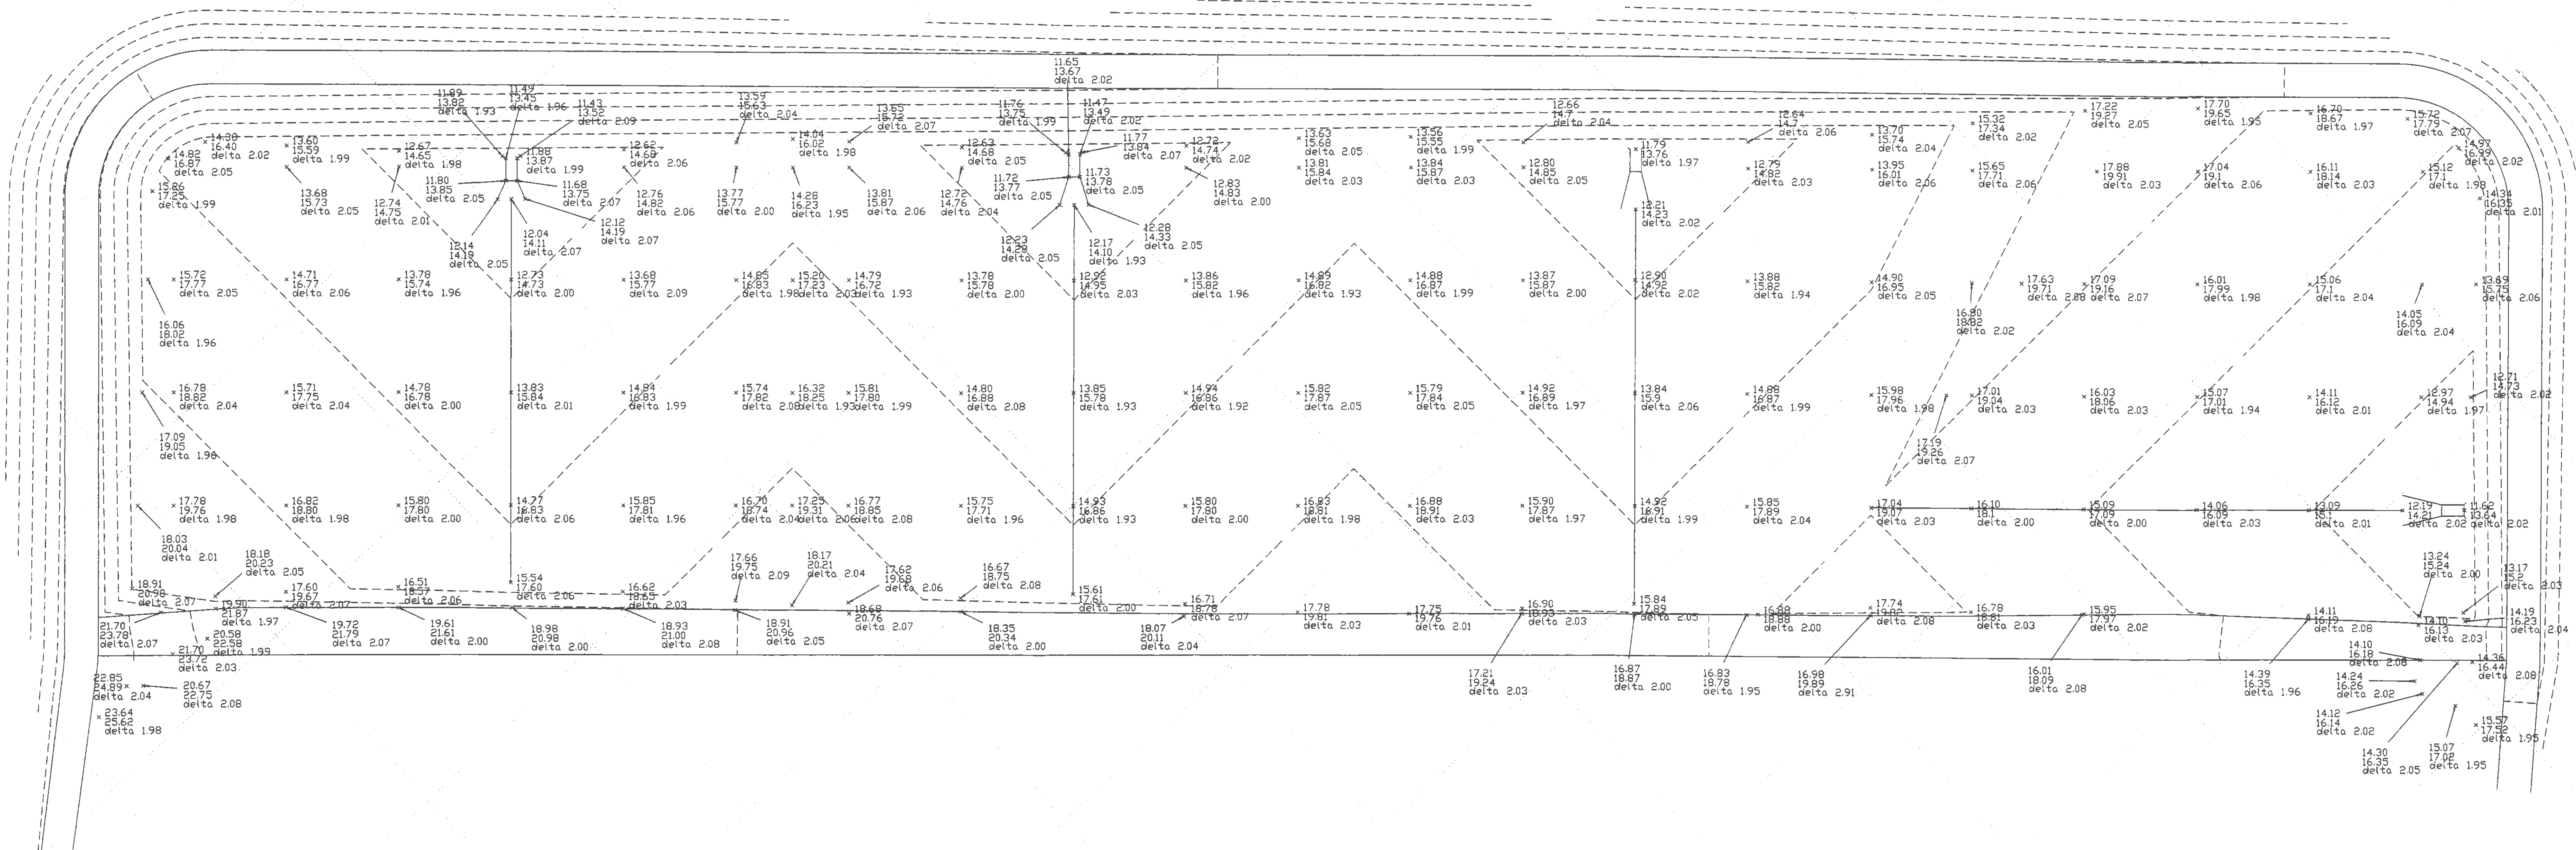 11.65
13.67
delta 2.02
11.89
13.82
delta 1.93
11.49
13.45
delta 1.96
11.43
13.52
delta 2.09
13.59
15.63
delta 2.04
13.65
15.72
delta 2.07
11.76
13.75
delta 1.99
11.47
13.49
delta 2.02
12.66
14.7
delta 2.04
12.64
14.7
delta 2.06
15.32
17.34
delta 2.02
17.22
19.27
delta 2.05
17.70
19.65
delta 1.95
16.70
18.67
delta 1.97
15.72
17.79
delta 2.07
14.38
16.40
delta 2.02
13.60
15.59
delta 1.99
12.67
14.65
delta 1.98
11.88
13.87
delta 1.99
12.62
14.68
delta 2.06
14.04
16.02
delta 1.98
12.63
14.68
delta 2.05
11.77
13.84
delta 2.07
12.72
14.74
delta 2.02
13.63
15.68
delta 2.05
13.56
15.55
delta 1.99
11.79
13.76
delta 1.97
13.70
15.74
delta 2.04
14.97
16.99
delta 2.02
14.82
16.87
delta 2.05
15.86
17.25
delta 1.99
13.68
15.73
delta 2.05
12.74
14.75
delta 2.01
11.80
13.85
delta 2.05
11.68
13.75
delta 2.07
12.76
14.82
delta 2.06
13.77
15.77
delta 2.00
14.28
16.23
delta 1.95
13.81
15.87
delta 2.06
12.72
14.76
delta 2.04
11.72
13.77
delta 2.05
11.73
13.78
delta 2.05
12.83
14.83
delta 2.00
13.81
15.84
delta 2.03
13.84
15.87
delta 2.03
12.80
14.85
delta 2.05
12.79
14.82
delta 2.03
13.95
16.01
delta 2.06
15.65
17.71
delta 2.06
17.88
19.91
delta 2.03
17.04
19.1
delta 2.06
16.11
18.14
delta 2.03
15.12
17.1
delta 1.98
14.34
16.35
delta 2.01
12.14
14.19
delta 2.05
12.04
14.11
delta 2.07
12.12
14.19
delta 2.07
12.23
14.28
delta 2.05
12.17
14.10
delta 1.93
12.28
14.33
delta 2.05
12.21
14.23
delta 2.02
15.72
17.77
delta 2.05
14.71
16.77
delta 2.06
13.78
15.74
delta 1.96
12.73
14.73
delta 2.00
13.68
15.77
delta 2.09
14.85
16.83
delta 1.98
15.20
17.23
delta 2.03
14.79
16.72
delta 1.93
13.78
15.78
delta 2.00
12.92
14.95
delta 2.03
13.86
15.82
delta 1.96
14.89
16.82
delta 1.93
14.88
16.87
delta 1.99
13.87
15.87
delta 2.00
12.90
14.92
delta 2.02
13.88
15.82
delta 1.94
14.90
16.95
delta 2.05
17.63
19.71
delta 2.08
17.09
19.16
delta 2.07
16.01
17.99
delta 1.98
15.06
17.1
delta 2.04
13.69
15.75
delta 2.06
16.06
18.02
delta 1.96
16.80
18.82
delta 2.02
14.05
16.09
delta 2.04
16.78
18.82
delta 2.04
15.71
17.75
delta 2.04
14.78
16.78
delta 2.00
13.83
15.84
delta 2.01
14.84
16.83
delta 1.99
15.74
17.82
delta 2.08
16.32
18.25
delta 1.93
15.81
17.80
delta 1.99
14.80
16.88
delta 2.08
13.85
15.78
delta 1.93
14.94
16.86
delta 1.92
15.82
17.87
delta 2.05
15.79
17.84
delta 2.05
14.92
16.89
delta 1.97
13.84
15.9
delta 2.06
14.88
16.87
delta 1.99
15.98
17.96
delta 1.98
17.01
19.04
delta 2.03
16.03
18.06
delta 2.03
15.07
17.01
delta 1.94
14.11
16.12
delta 2.01
12.97
14.94
delta 1.97
12.71
14.73
delta 2.02
17.09
19.05
delta 1.96
17.19
19.26
delta 2.07
17.78
19.76
delta 1.98
16.82
18.80
delta 1.98
15.80
17.80
delta 2.00
14.77
16.83
delta 2.06
15.85
17.81
delta 1.96
16.70
18.74
delta 2.04
17.25
19.31
delta 2.06
16.77
18.85
delta 2.08
15.75
17.71
delta 1.96
14.93
16.86
delta 1.93
15.80
17.80
delta 2.00
16.83
18.81
delta 1.98
16.88
18.91
delta 2.03
15.90
17.87
delta 1.97
14.92
16.91
delta 1.99
15.85
17.89
delta 2.04
17.04
19.07
delta 2.03
16.10
18.1
delta 2.00
15.09
17.09
delta 2.00
14.06
16.09
delta 2.03
13.09
15.1
delta 2.01
12.19
14.21
delta 2.02
11.62
13.64
delta 2.02
18.03
20.04
delta 2.01
18.18
20.23
delta 2.05
17.66
19.75
delta 2.09
18.17
20.21
delta 2.04
17.62
19.68
delta 2.06
16.67
18.75
delta 2.08
13.24
15.24
delta 2.00
13.17
15.2
delta 2.03
18.91
20.98
delta 2.07
19.90
21.87
delta 1.97
17.60
19.67
delta 2.07
16.51
18.57
delta 2.06
15.54
17.60
delta 2.06
16.62
18.65
delta 2.03
18.68
20.76
delta 2.07
15.61
17.61
delta 2.00
16.71
18.78
delta 2.07
17.78
19.81
delta 2.03
17.75
19.76
delta 2.01
16.90
18.93
delta 2.03
15.84
17.89
delta 2.05
16.88
18.88
delta 2.00
17.74
19.82
delta 2.08
16.78
18.81
delta 2.03
15.95
17.97
delta 2.02
14.11
16.19
delta 2.08
14.10
16.13
delta 2.03
14.19
16.23
delta 2.04
21.70
23.78
delta 2.07
20.58
22.58
delta 1.99
19.72
21.79
delta 2.07
19.61
21.61
delta 2.00
18.98
20.98
delta 2.00
18.93
21.00
delta 2.08
18.91
20.96
delta 2.05
18.35
20.34
delta 2.00
18.07
20.11
delta 2.04
21.70
23.72
delta 2.03
17.21
19.24
delta 2.03
16.87
18.87
delta 2.00
16.83
18.78
delta 1.95
16.98
19.89
delta 2.91
16.01
18.09
delta 2.08
14.39
16.35
delta 1.96
14.10
16.18
delta 2.08
14.36
16.44
delta 2.08
22.85
24.89
delta 2.04
20.67
22.75
delta 2.08
14.24
16.26
delta 2.02
23.64
25.62
delta 1.98
14.12
16.14
delta 2.02
15.57
17.52
delta 1.95
14.30
16.35
delta 2.05
15.07
17.02
delta 1.95